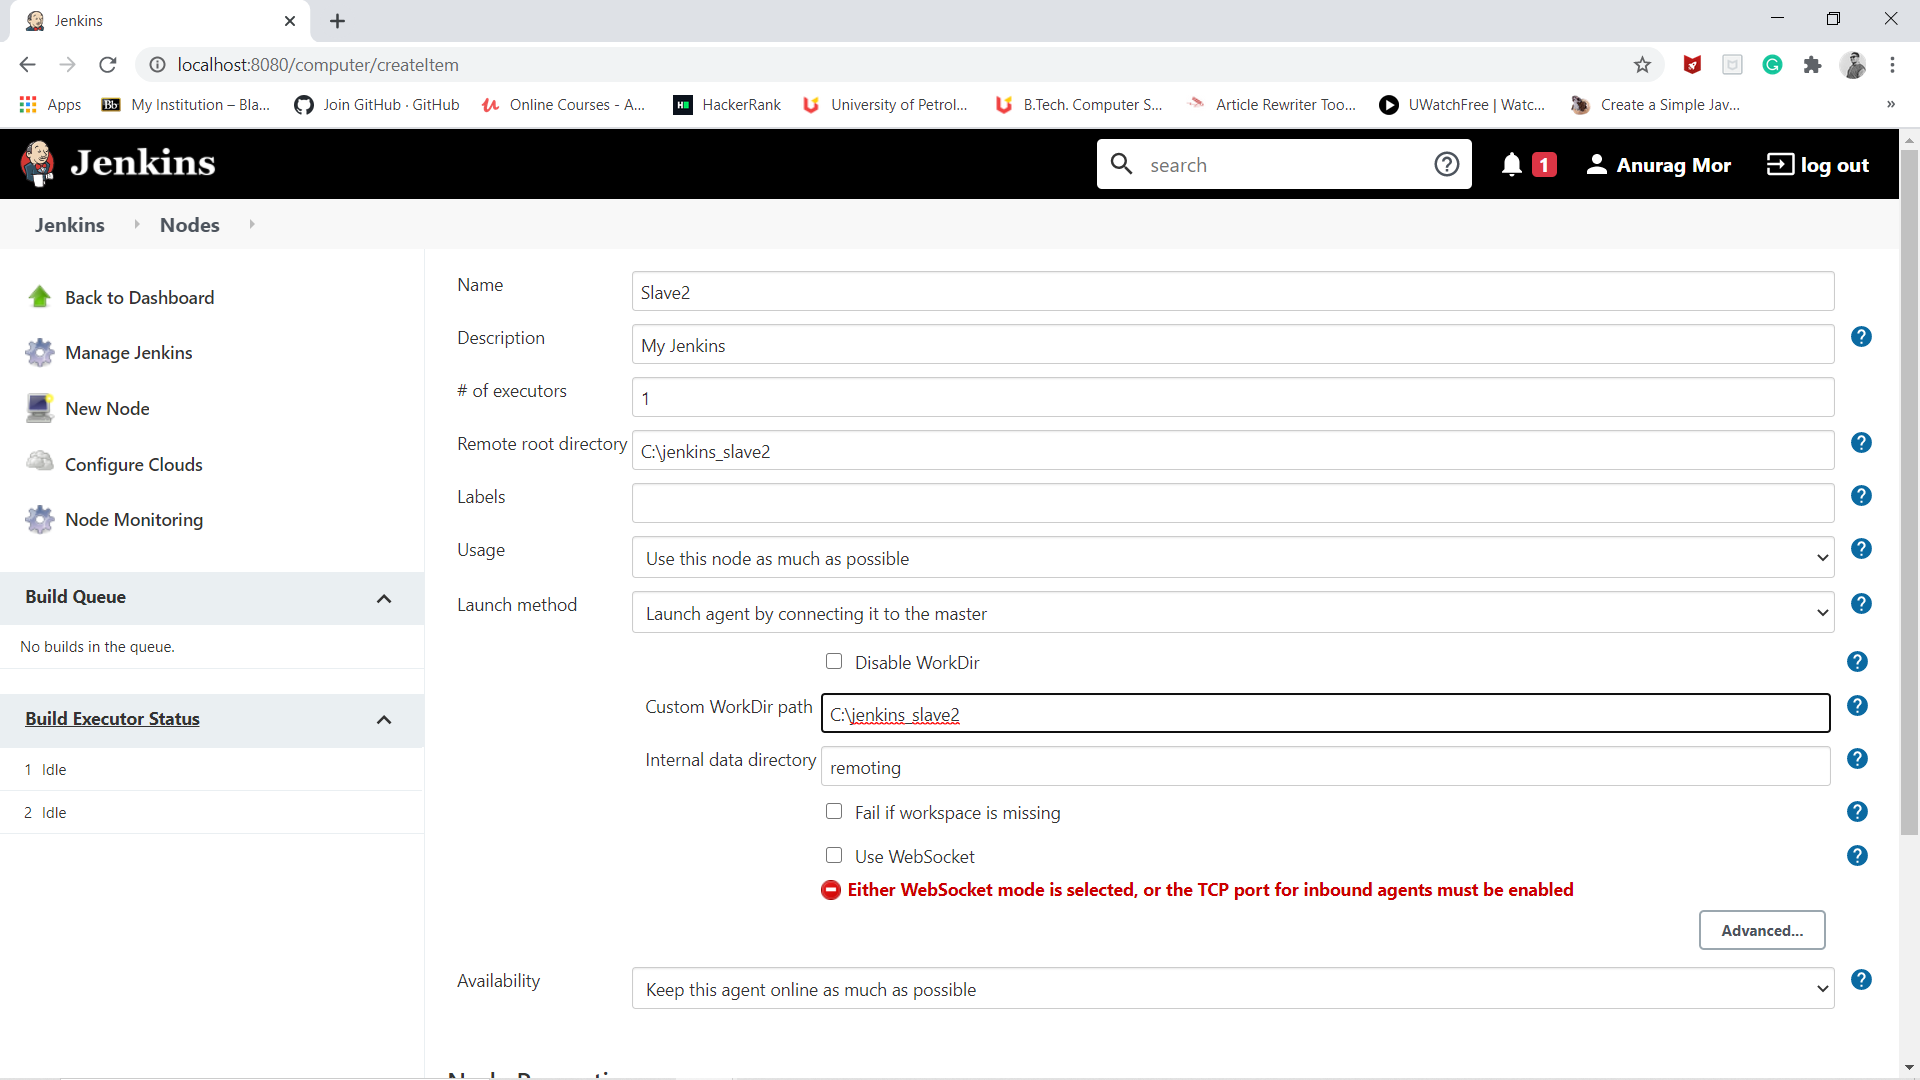 Jenkins
localhost:8080/computer/createItem
Apps
Bb My Institution – Bla...
Join GitHub · GitHub
Online Courses - A...
HackerRank
University of Petrol...
B.Tech. Computer S...
Article Rewriter Too...
UWatchFree | Watc...
Create a Simple Jav...
»
Jenkins
search
1
Anurag Mor
log out
Jenkins
Nodes
Back to Dashboard
Manage Jenkins
New Node
Configure Clouds
Node Monitoring
Build Queue
No builds in the queue.
Build Executor Status
1 Idle
2 Idle
Name
Slave2
Description
My Jenkins
# of executors
1
Remote root directory
C:\jenkins_slave2
Labels
Usage
Use this node as much as possible
Launch method
Launch agent by connecting it to the master
Disable WorkDir
Custom WorkDir path
C:\jenkins_slave2
Internal data directory
remoting
Fail if workspace is missing
Use WebSocket
Either WebSocket mode is selected, or the TCP port for inbound agents must be enabled
Advanced...
Availability
Keep this agent online as much as possible